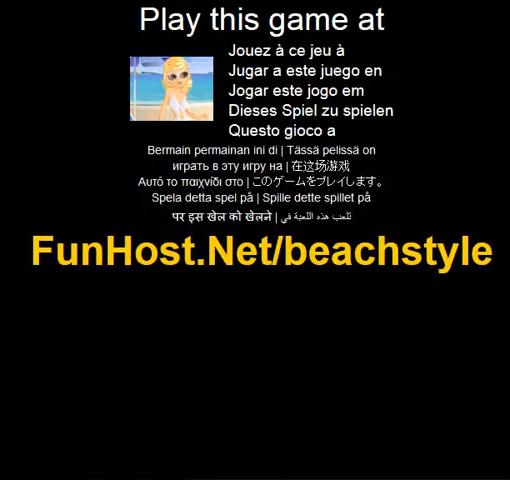 Play this game at
Jouez à ce jeu à
Jugar a este juego en
Jogar este jogo em
Dieses Spiel zu spielen
Questo gioco a
Bermain permainan ini di | Tässä pelissä on
играть в эту игру на | 在这场游戏
Αυτό το παιχνίδι στο | このゲームをプレイします。
Spela detta spel på | Spille dette spillet på
पर इस खेल को खेलने | تلعب هذه اللعبة في
FunHost.Net/beachstyle